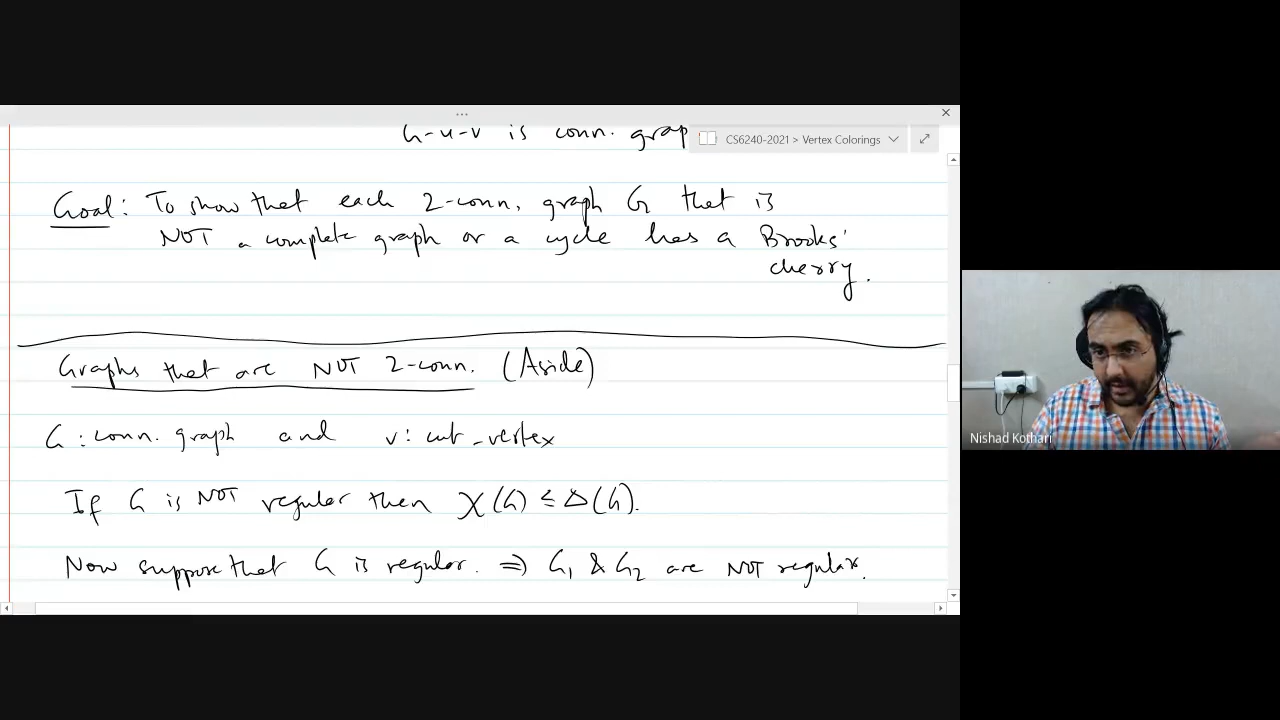 G-u-v is conn. grap
CS6240-2021 > Vertex Colorings
Goal: To show that each 2-conn. graph G that is
NOT a complete graph or a cycle has a Brooks'
cherry.
Graphs that are NOT 2-conn. (Aside)
G: conn. graph and v: cut-vertex
If G is NOT regular then χ(G) ≤ Δ(G).
Now suppose that G is regular. ⇒ G₁ & G₂ are NOT regular.
Nishad Kothari